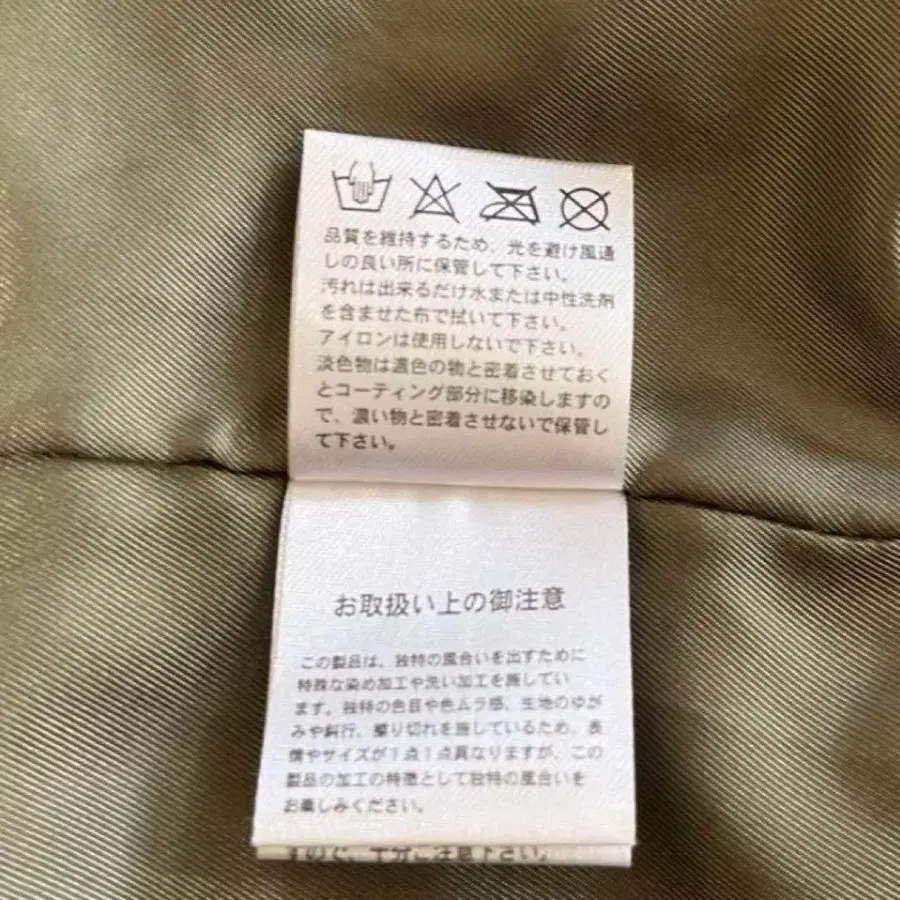 品質を維持するため、光を避け風通
しの良い所に保管して下さい。
汚れは出来るだけ水または中性洗剤
を含ませた布で拭いて下さい。
アイロンは使用しないで下さい。
淡色物は濃色の物と密着させておく
とコーティング部分に移染しますの
で、濃い物と密着させないで保管し
て下さい。
お取扱い上の御注意
この製品は、独特の風合いを出すために
特殊な染め加工や洗い加工を施してい
ます。独特の色目や色ムラ感、生地のゆが
みや斜行、擦り切れを施しているため、表
情やサイズが1点1点異なりますが、この
製品の加工の特徴として独特の風合いを
お楽しみください。
すので、十分ご注意下さい。